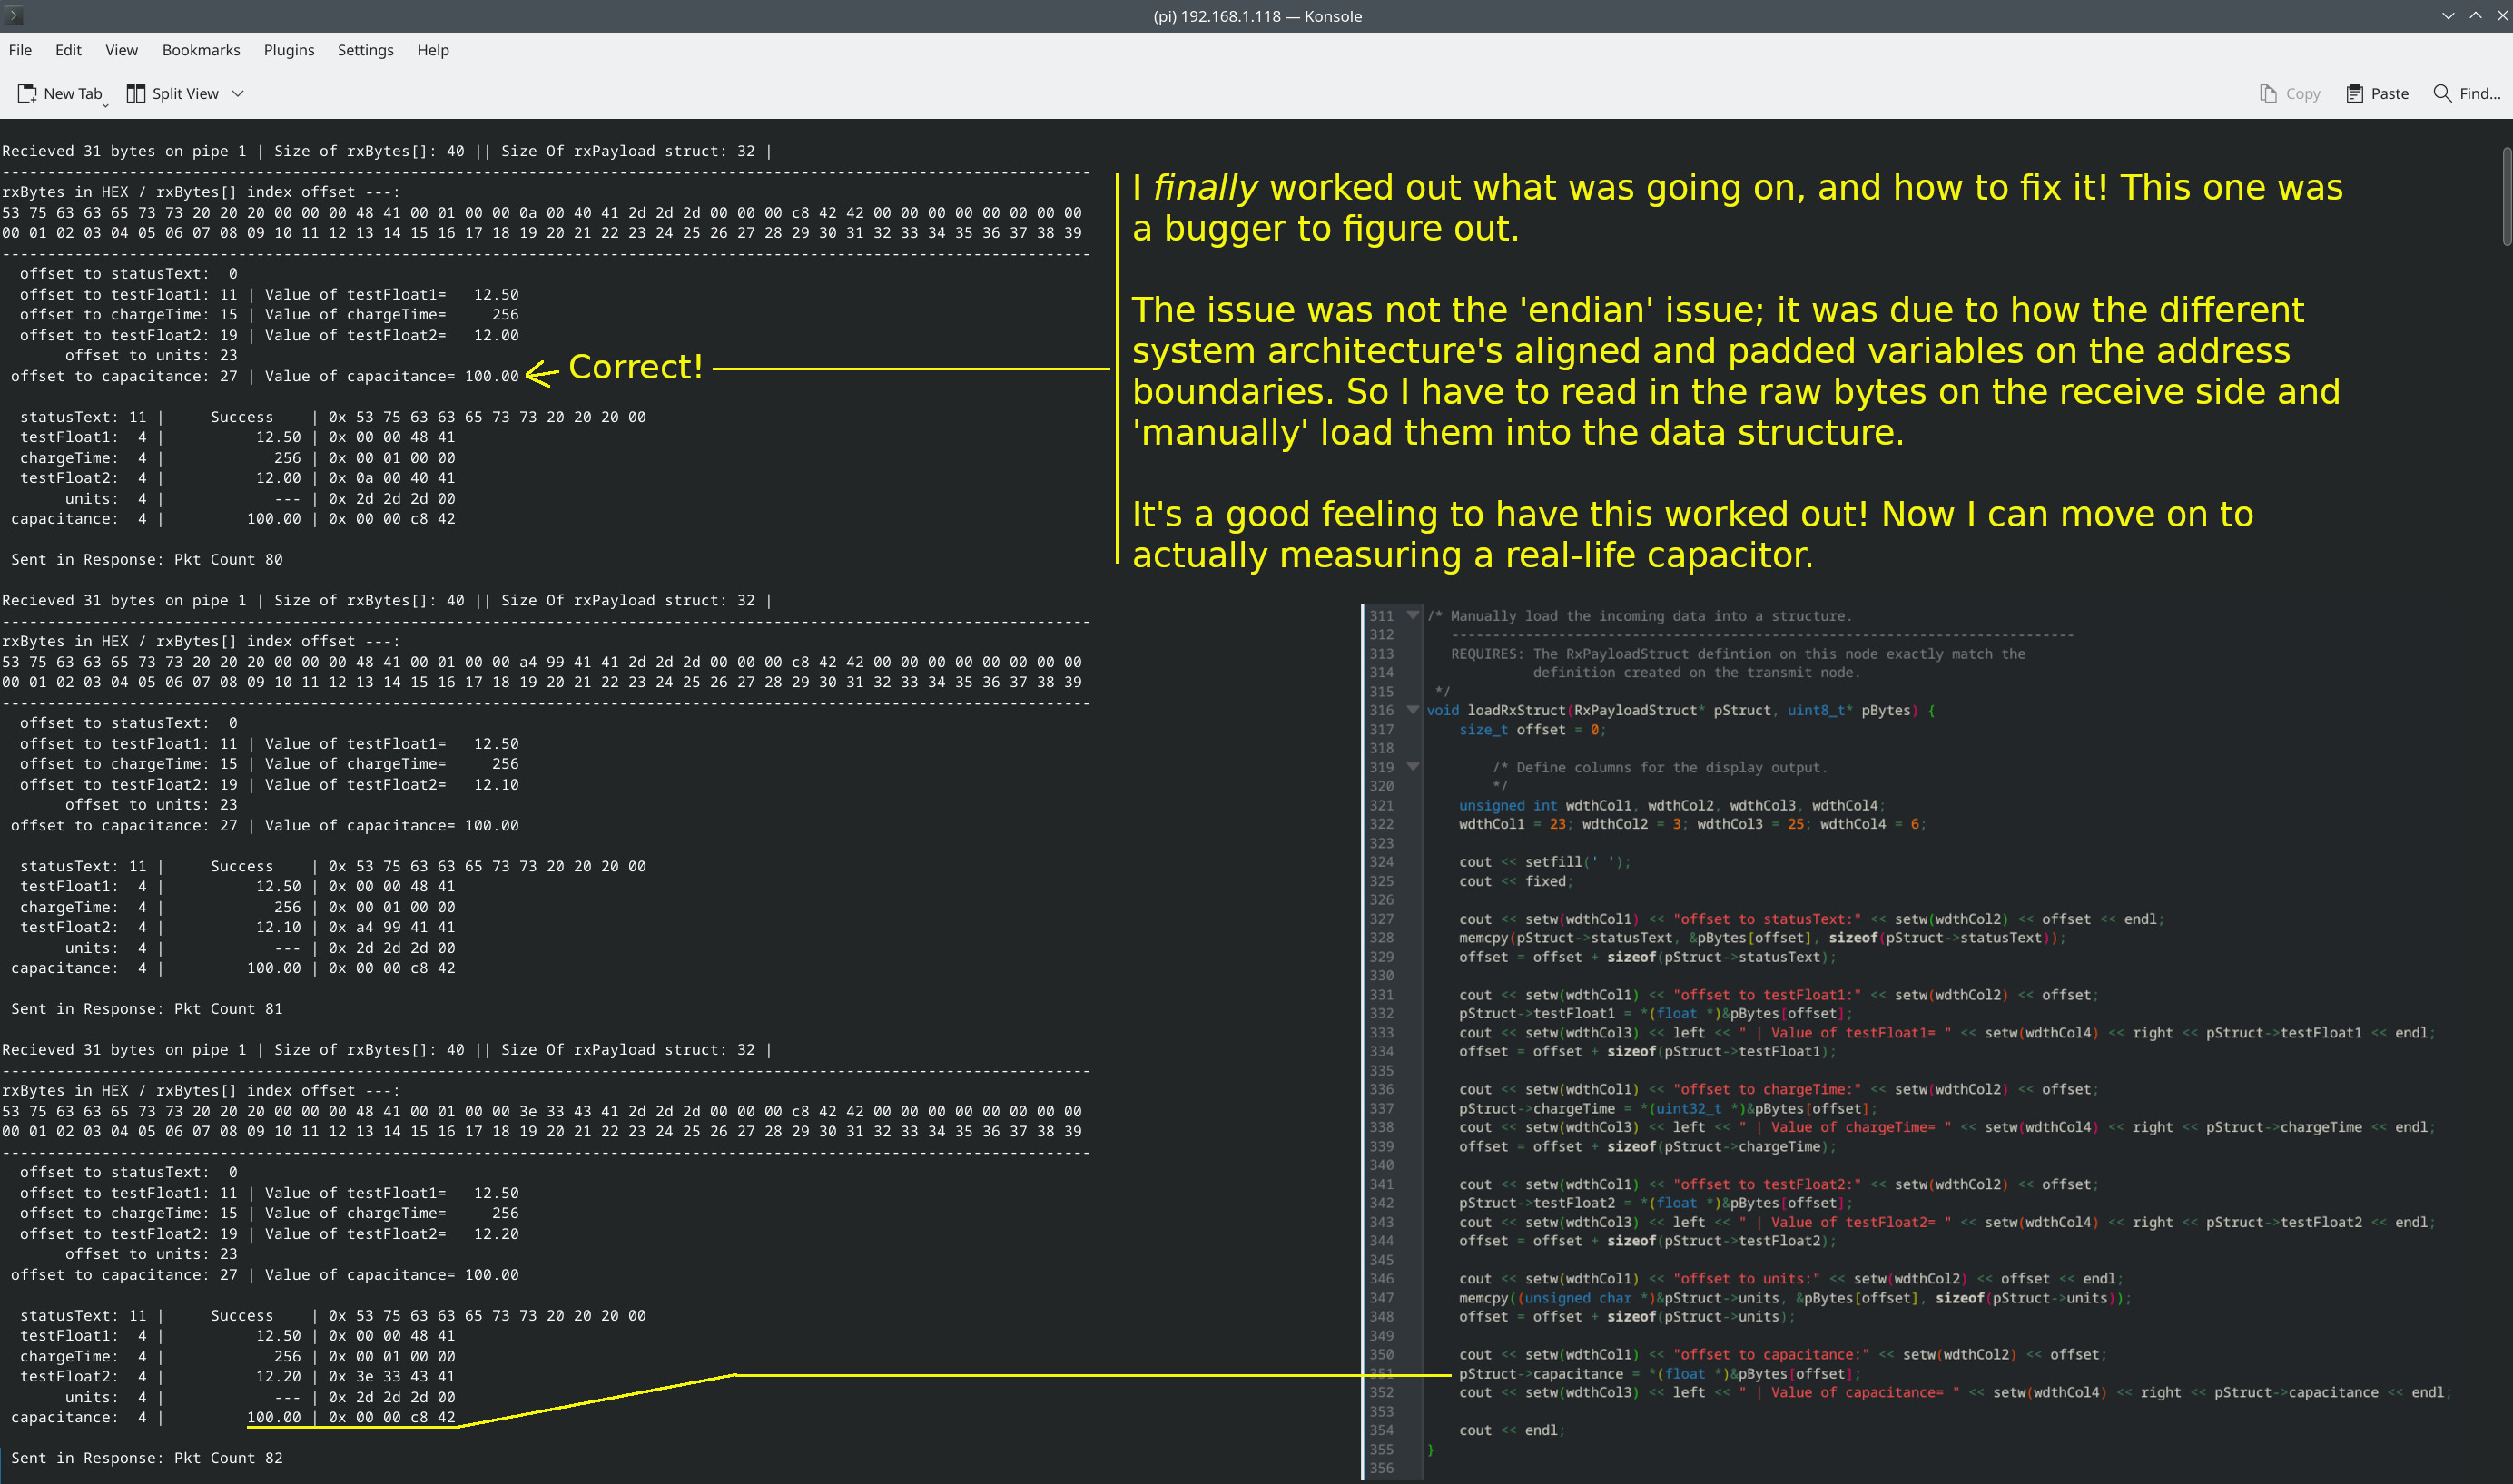 (pi) 192.168.1.118 — Konsole
File Edit View Bookmarks Plugins Settings Help
New Tab Split View Copy Paste Find...
Recieved 31 bytes on pipe 1 | Size of rxBytes[]: 40 || Size Of rxPayload struct: 32 |
------------------------------------------------------------------------------------------------------------------------
rxBytes in HEX / rxBytes[] index offset ---:
53 75 63 63 65 73 73 20 20 20 00 00 00 48 41 00 01 00 00 0a 00 40 41 2d 2d 2d 00 00 00 c8 42 42 00 00 00 00 00 00 00 00
00 01 02 03 04 05 06 07 08 09 10 11 12 13 14 15 16 17 18 19 20 21 22 23 24 25 26 27 28 29 30 31 32 33 34 35 36 37 38 39
------------------------------------------------------------------------------------------------------------------------
offset to statusText: 0
offset to testFloat1: 11 | Value of testFloat1= 12.50
offset to chargeTime: 15 | Value of chargeTime= 256
offset to testFloat2: 19 | Value of testFloat2= 12.00
offset to units: 23
offset to capacitance: 27 | Value of capacitance= 100.00
statusText: 11 | Success | 0x 53 75 63 63 65 73 73 20 20 20 00
testFloat1: 4 | 12.50 | 0x 00 00 48 41
chargeTime: 4 | 256 | 0x 00 01 00 00
testFloat2: 4 | 12.00 | 0x 0a 00 40 41
units: 4 | --- | 0x 2d 2d 2d 00
capacitance: 4 | 100.00 | 0x 00 00 c8 42
Sent in Response: Pkt Count 80
Recieved 31 bytes on pipe 1 | Size of rxBytes[]: 40 || Size Of rxPayload struct: 32 |
------------------------------------------------------------------------------------------------------------------------
rxBytes in HEX / rxBytes[] index offset ---:
53 75 63 63 65 73 73 20 20 20 00 00 00 48 41 00 01 00 00 a4 99 41 41 2d 2d 2d 00 00 00 c8 42 42 00 00 00 00 00 00 00 00
00 01 02 03 04 05 06 07 08 09 10 11 12 13 14 15 16 17 18 19 20 21 22 23 24 25 26 27 28 29 30 31 32 33 34 35 36 37 38 39
------------------------------------------------------------------------------------------------------------------------
offset to statusText: 0
offset to testFloat1: 11 | Value of testFloat1= 12.50
offset to chargeTime: 15 | Value of chargeTime= 256
offset to testFloat2: 19 | Value of testFloat2= 12.10
offset to units: 23
offset to capacitance: 27 | Value of capacitance= 100.00
statusText: 11 | Success | 0x 53 75 63 63 65 73 73 20 20 20 00
testFloat1: 4 | 12.50 | 0x 00 00 48 41
chargeTime: 4 | 256 | 0x 00 01 00 00
testFloat2: 4 | 12.10 | 0x a4 99 41 41
units: 4 | --- | 0x 2d 2d 2d 00
capacitance: 4 | 100.00 | 0x 00 00 c8 42
Sent in Response: Pkt Count 81
Recieved 31 bytes on pipe 1 | Size of rxBytes[]: 40 || Size Of rxPayload struct: 32 |
------------------------------------------------------------------------------------------------------------------------
rxBytes in HEX / rxBytes[] index offset ---:
53 75 63 63 65 73 73 20 20 20 00 00 00 48 41 00 01 00 00 3e 33 43 41 2d 2d 2d 00 00 00 c8 42 42 00 00 00 00 00 00 00 00
00 01 02 03 04 05 06 07 08 09 10 11 12 13 14 15 16 17 18 19 20 21 22 23 24 25 26 27 28 29 30 31 32 33 34 35 36 37 38 39
------------------------------------------------------------------------------------------------------------------------
offset to statusText: 0
offset to testFloat1: 11 | Value of testFloat1= 12.50
offset to chargeTime: 15 | Value of chargeTime= 256
offset to testFloat2: 19 | Value of testFloat2= 12.20
offset to units: 23
offset to capacitance: 27 | Value of capacitance= 100.00
statusText: 11 | Success | 0x 53 75 63 63 65 73 73 20 20 20 00
testFloat1: 4 | 12.50 | 0x 00 00 48 41
chargeTime: 4 | 256 | 0x 00 01 00 00
testFloat2: 4 | 12.20 | 0x 3e 33 43 41
units: 4 | --- | 0x 2d 2d 2d 00
capacitance: 4 | 100.00 | 0x 00 00 c8 42
Sent in Response: Pkt Count 82
Correct!
I finally worked out what was going on, and how to fix it! This one was
a bugger to figure out.
The issue was not the 'endian' issue; it was due to how the different
system architecture's aligned and padded variables on the address
boundaries. So I have to read in the raw bytes on the receive side and
'manually' load them into the data structure.
It's a good feeling to have this worked out! Now I can move on to
actually measuring a real-life capacitor.
311 /* Manually load the incoming data into a structure.
312 ----------------------------------------------------------------------------
313 REQUIRES: The RxPayloadStruct defintion on this node exactly match the
314 definition created on the transmit node.
315 */
316 void loadRxStruct(RxPayloadStruct* pStruct, uint8_t* pBytes) {
317 size_t offset = 0;
318
319 /* Define columns for the display output.
320 */
321 unsigned int wdthCol1, wdthCol2, wdthCol3, wdthCol4;
322 wdthCol1 = 23; wdthCol2 = 3; wdthCol3 = 25; wdthCol4 = 6;
323
324 cout << setfill(' ');
325 cout << fixed;
326
327 cout << setw(wdthCol1) << "offset to statusText:" << setw(wdthCol2) << offset << endl;
328 memcpy(pStruct->statusText, &pBytes[offset], sizeof(pStruct->statusText));
329 offset = offset + sizeof(pStruct->statusText);
330
331 cout << setw(wdthCol1) << "offset to testFloat1:" << setw(wdthCol2) << offset;
332 pStruct->testFloat1 = *(float *)&pBytes[offset];
333 cout << setw(wdthCol3) << left << " | Value of testFloat1= " << setw(wdthCol4) << right << pStruct->testFloat1 << endl;
334 offset = offset + sizeof(pStruct->testFloat1);
335
336 cout << setw(wdthCol1) << "offset to chargeTime:" << setw(wdthCol2) << offset;
337 pStruct->chargeTime = *(uint32_t *)&pBytes[offset];
338 cout << setw(wdthCol3) << left << " | Value of chargeTime= " << setw(wdthCol4) << right << pStruct->chargeTime << endl;
339 offset = offset + sizeof(pStruct->chargeTime);
340
341 cout << setw(wdthCol1) << "offset to testFloat2:" << setw(wdthCol2) << offset;
342 pStruct->testFloat2 = *(float *)&pBytes[offset];
343 cout << setw(wdthCol3) << left << " | Value of testFloat2= " << setw(wdthCol4) << right << pStruct->testFloat2 << endl;
344 offset = offset + sizeof(pStruct->testFloat2);
345
346 cout << setw(wdthCol1) << "offset to units:" << setw(wdthCol2) << offset << endl;
347 memcpy((unsigned char *)&pStruct->units, &pBytes[offset], sizeof(pStruct->units));
348 offset = offset + sizeof(pStruct->units);
349
350 cout << setw(wdthCol1) << "offset to capacitance:" << setw(wdthCol2) << offset;
351 pStruct->capacitance = *(float *)&pBytes[offset];
352 cout << setw(wdthCol3) << left << " | Value of capacitance= " << setw(wdthCol4) << right << pStruct->capacitance << endl;
353
354 cout << endl;
355 }
356